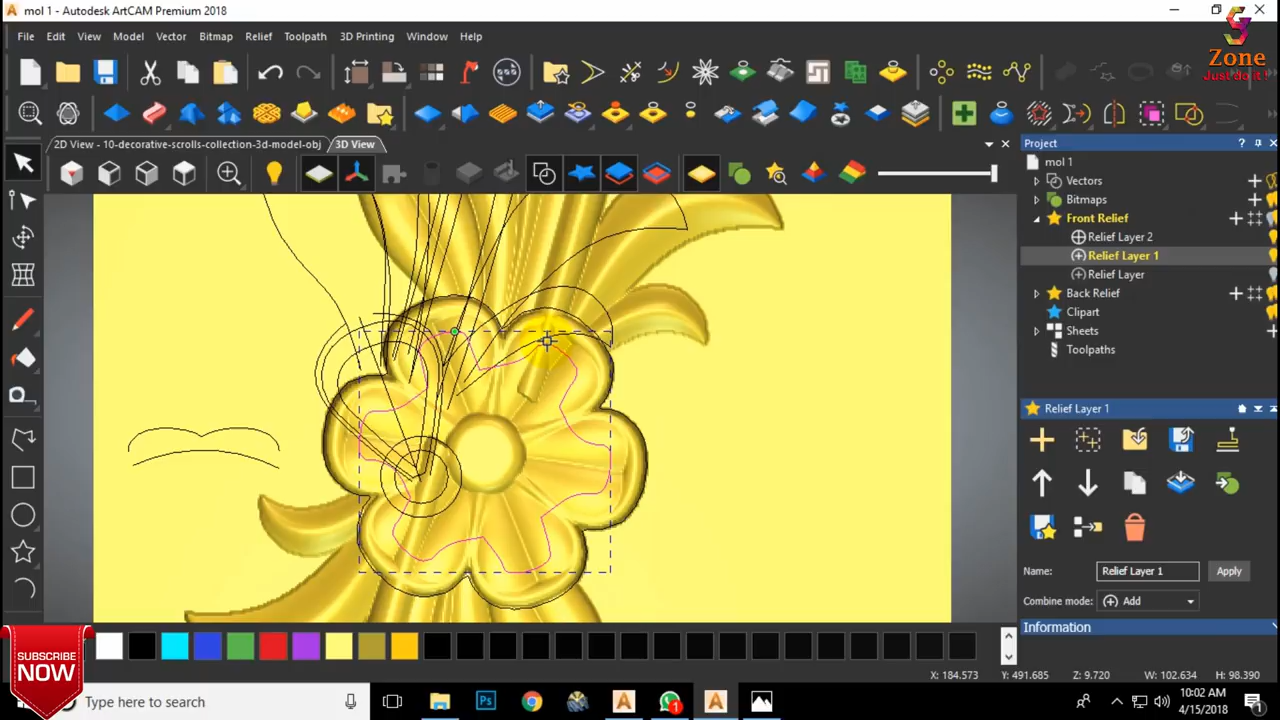 mol 1 - Autodesk ArtCAM Premium 2018
Zone
Just do it !
File Edit View Model Vector Bitmap Relief Toolpath 3D Printing Window Help
2D View - 10-decorative-scrolls-collection-3d-model-obj 3D View
Project
mol 1
Vectors
Bitmaps
Front Relief
Relief Layer 2
Relief Layer 1
Relief Layer
Back Relief
Clipart
Sheets
Toolpaths
Relief Layer 1
Name: Relief Layer 1 Apply
Combine mode: Add
Information
SUBSCRIBE
NOW
X: 184.573 Y: 491.685 Z: 9.720 W: 102.634 H: 98.390
Type here to search
10:02 AM
4/15/2018